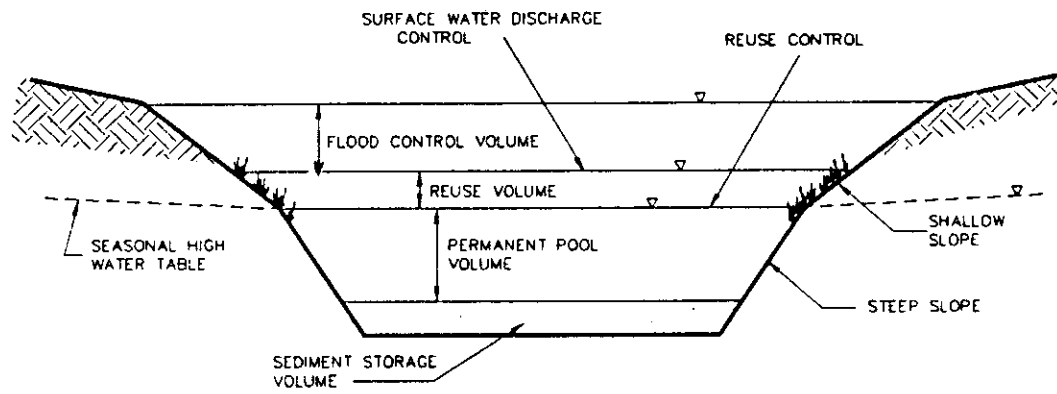 SURFACE WATER DISCHARGE
CONTROL
REUSE CONTROL
FLOOD CONTROL VOLUME
REUSE VOLUME
SEASONAL HIGH
WATER TABLE
PERMANENT POOL
VOLUME
SHALLOW
SLOPE
STEEP SLOPE
SEDIMENT STORAGE
VOLUME